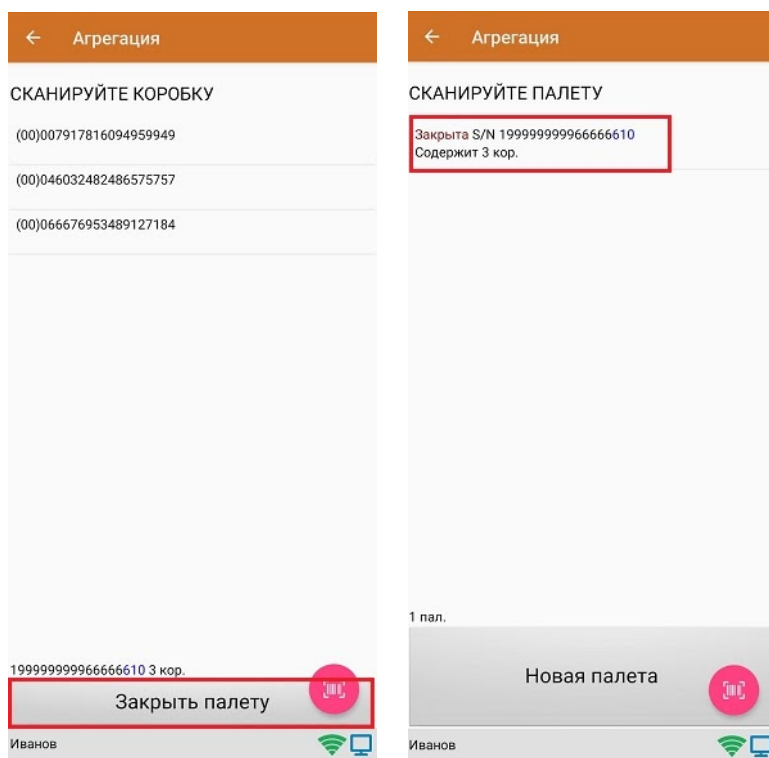 Агрегация
СКАНИРУЙТЕ КОРОБКУ
(00)007917816094959949
(00)046032482486575757
(00)066676953489127184
199999999966666610 3 кор.
Закрыть палету
Иванов
Агрегация
СКАНИРУЙТЕ ПАЛЕТУ
Закрыта S/N 199999999966666610
Содержит 3 кор.
1 пал.
Новая палета
Иванов